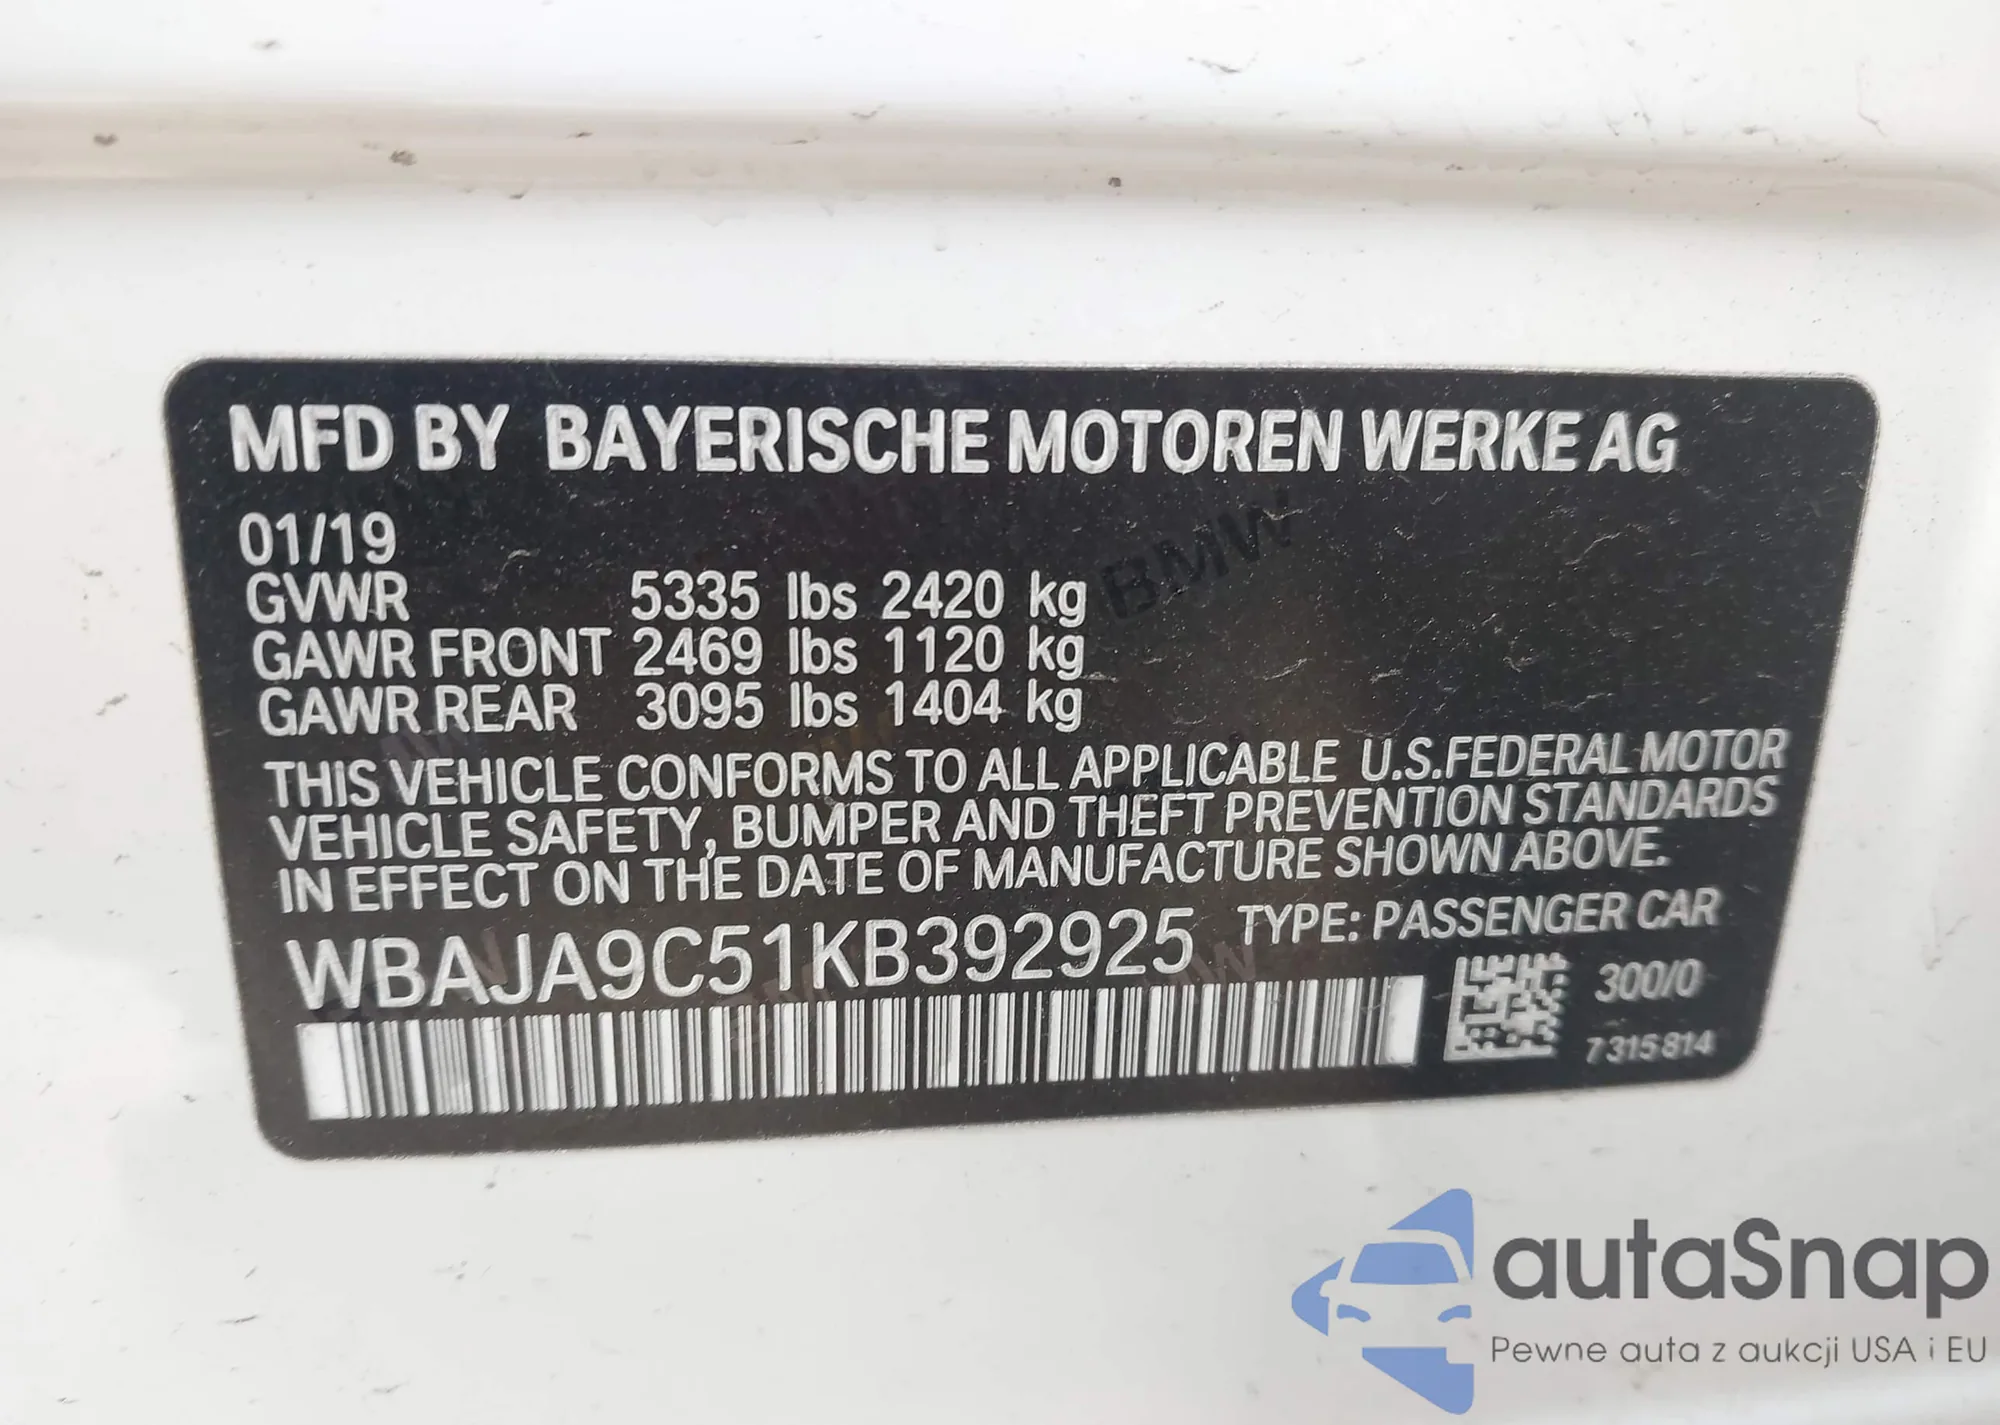 MFD BY BAYERISCHE MOTOREN WERKE AG
01/19
GVWR 5335 lbs 2420 kg
GAWR FRONT 2469 lbs 1120 kg
GAWR REAR 3095 lbs 1404 kg
THIS VEHICLE CONFORMS TO ALL APPLICABLE U.S.FEDERAL MOTOR
VEHICLE SAFETY, BUMPER AND THEFT PREVENTION STANDARDS
IN EFFECT ON THE DATE OF MANUFACTURE SHOWN ABOVE.
WBAJA9C51KB392925 TYPE: PASSENGER CAR
300/0
7315814
BMW
autaSnap
Pewne auta z aukcji USA i EU